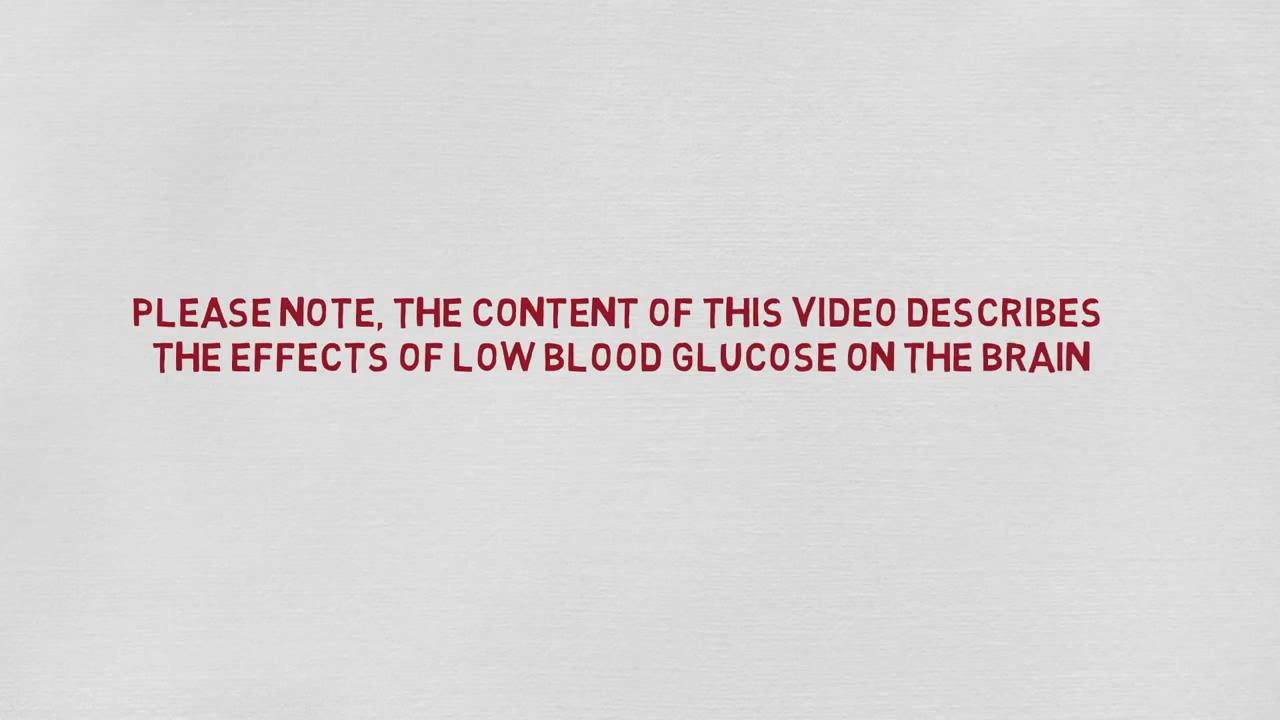 PLEASE NOTE, THE CONTENT OF THIS VIDEO DESCRIBES
THE EFFECTS OF LOW BLOOD GLUCOSE ON THE BRAIN